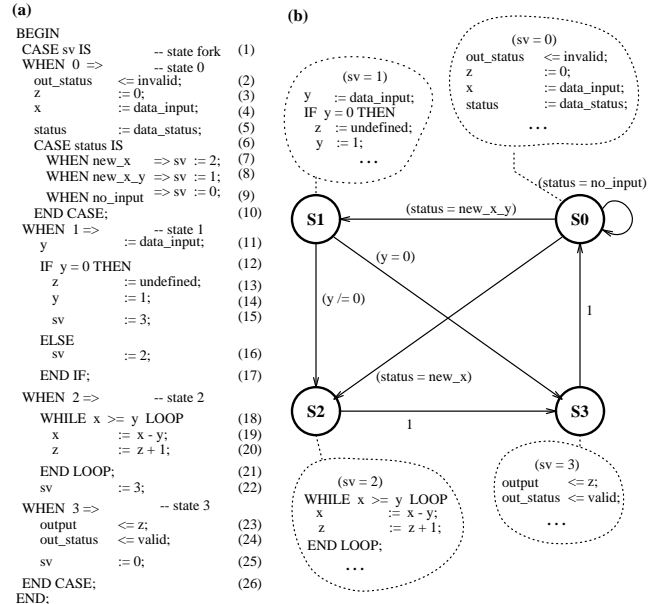 (a)
BEGIN
CASE sv IS -- state fork (1)
WHEN 0 => -- state 0
out_status <= invalid; (2)
z := 0; (3)
x := data_input; (4)
status := data_status; (5)
CASE status IS (6)
WHEN new_x => sv := 2; (7)
WHEN new_x_y => sv := 1; (8)
WHEN no_input => sv := 0; (9)
END CASE; (10)
WHEN 1 => -- state 1
y := data_input; (11)
IF y = 0 THEN (12)
z := undefined; (13)
y := 1; (14)
sv := 3; (15)
ELSE
sv := 2; (16)
END IF; (17)
WHEN 2 => -- state 2
WHILE x >= y LOOP (18)
x := x - y; (19)
z := z + 1; (20)
END LOOP; (21)
sv := 3; (22)
WHEN 3 => -- state 3
output <= z; (23)
out_status <= valid; (24)
sv := 0; (25)
END CASE; (26)
END;
(b)
(sv = 1)
y := data_input;
IF y = 0 THEN
z := undefined;
y := 1;
...
(sv = 0)
out_status <= invalid;
z := 0;
x := data_input;
status := data_status;
...
(status = no_input)
S1
(status = new_x_y)
S0
(y = 0)
(y /= 0)
1
(status = new_x)
S2
1
S3
(sv = 2)
WHILE x >= y LOOP
x := x - y;
z := z + 1;
END LOOP;
...
(sv = 3)
output <= z;
out_status <= valid;
...